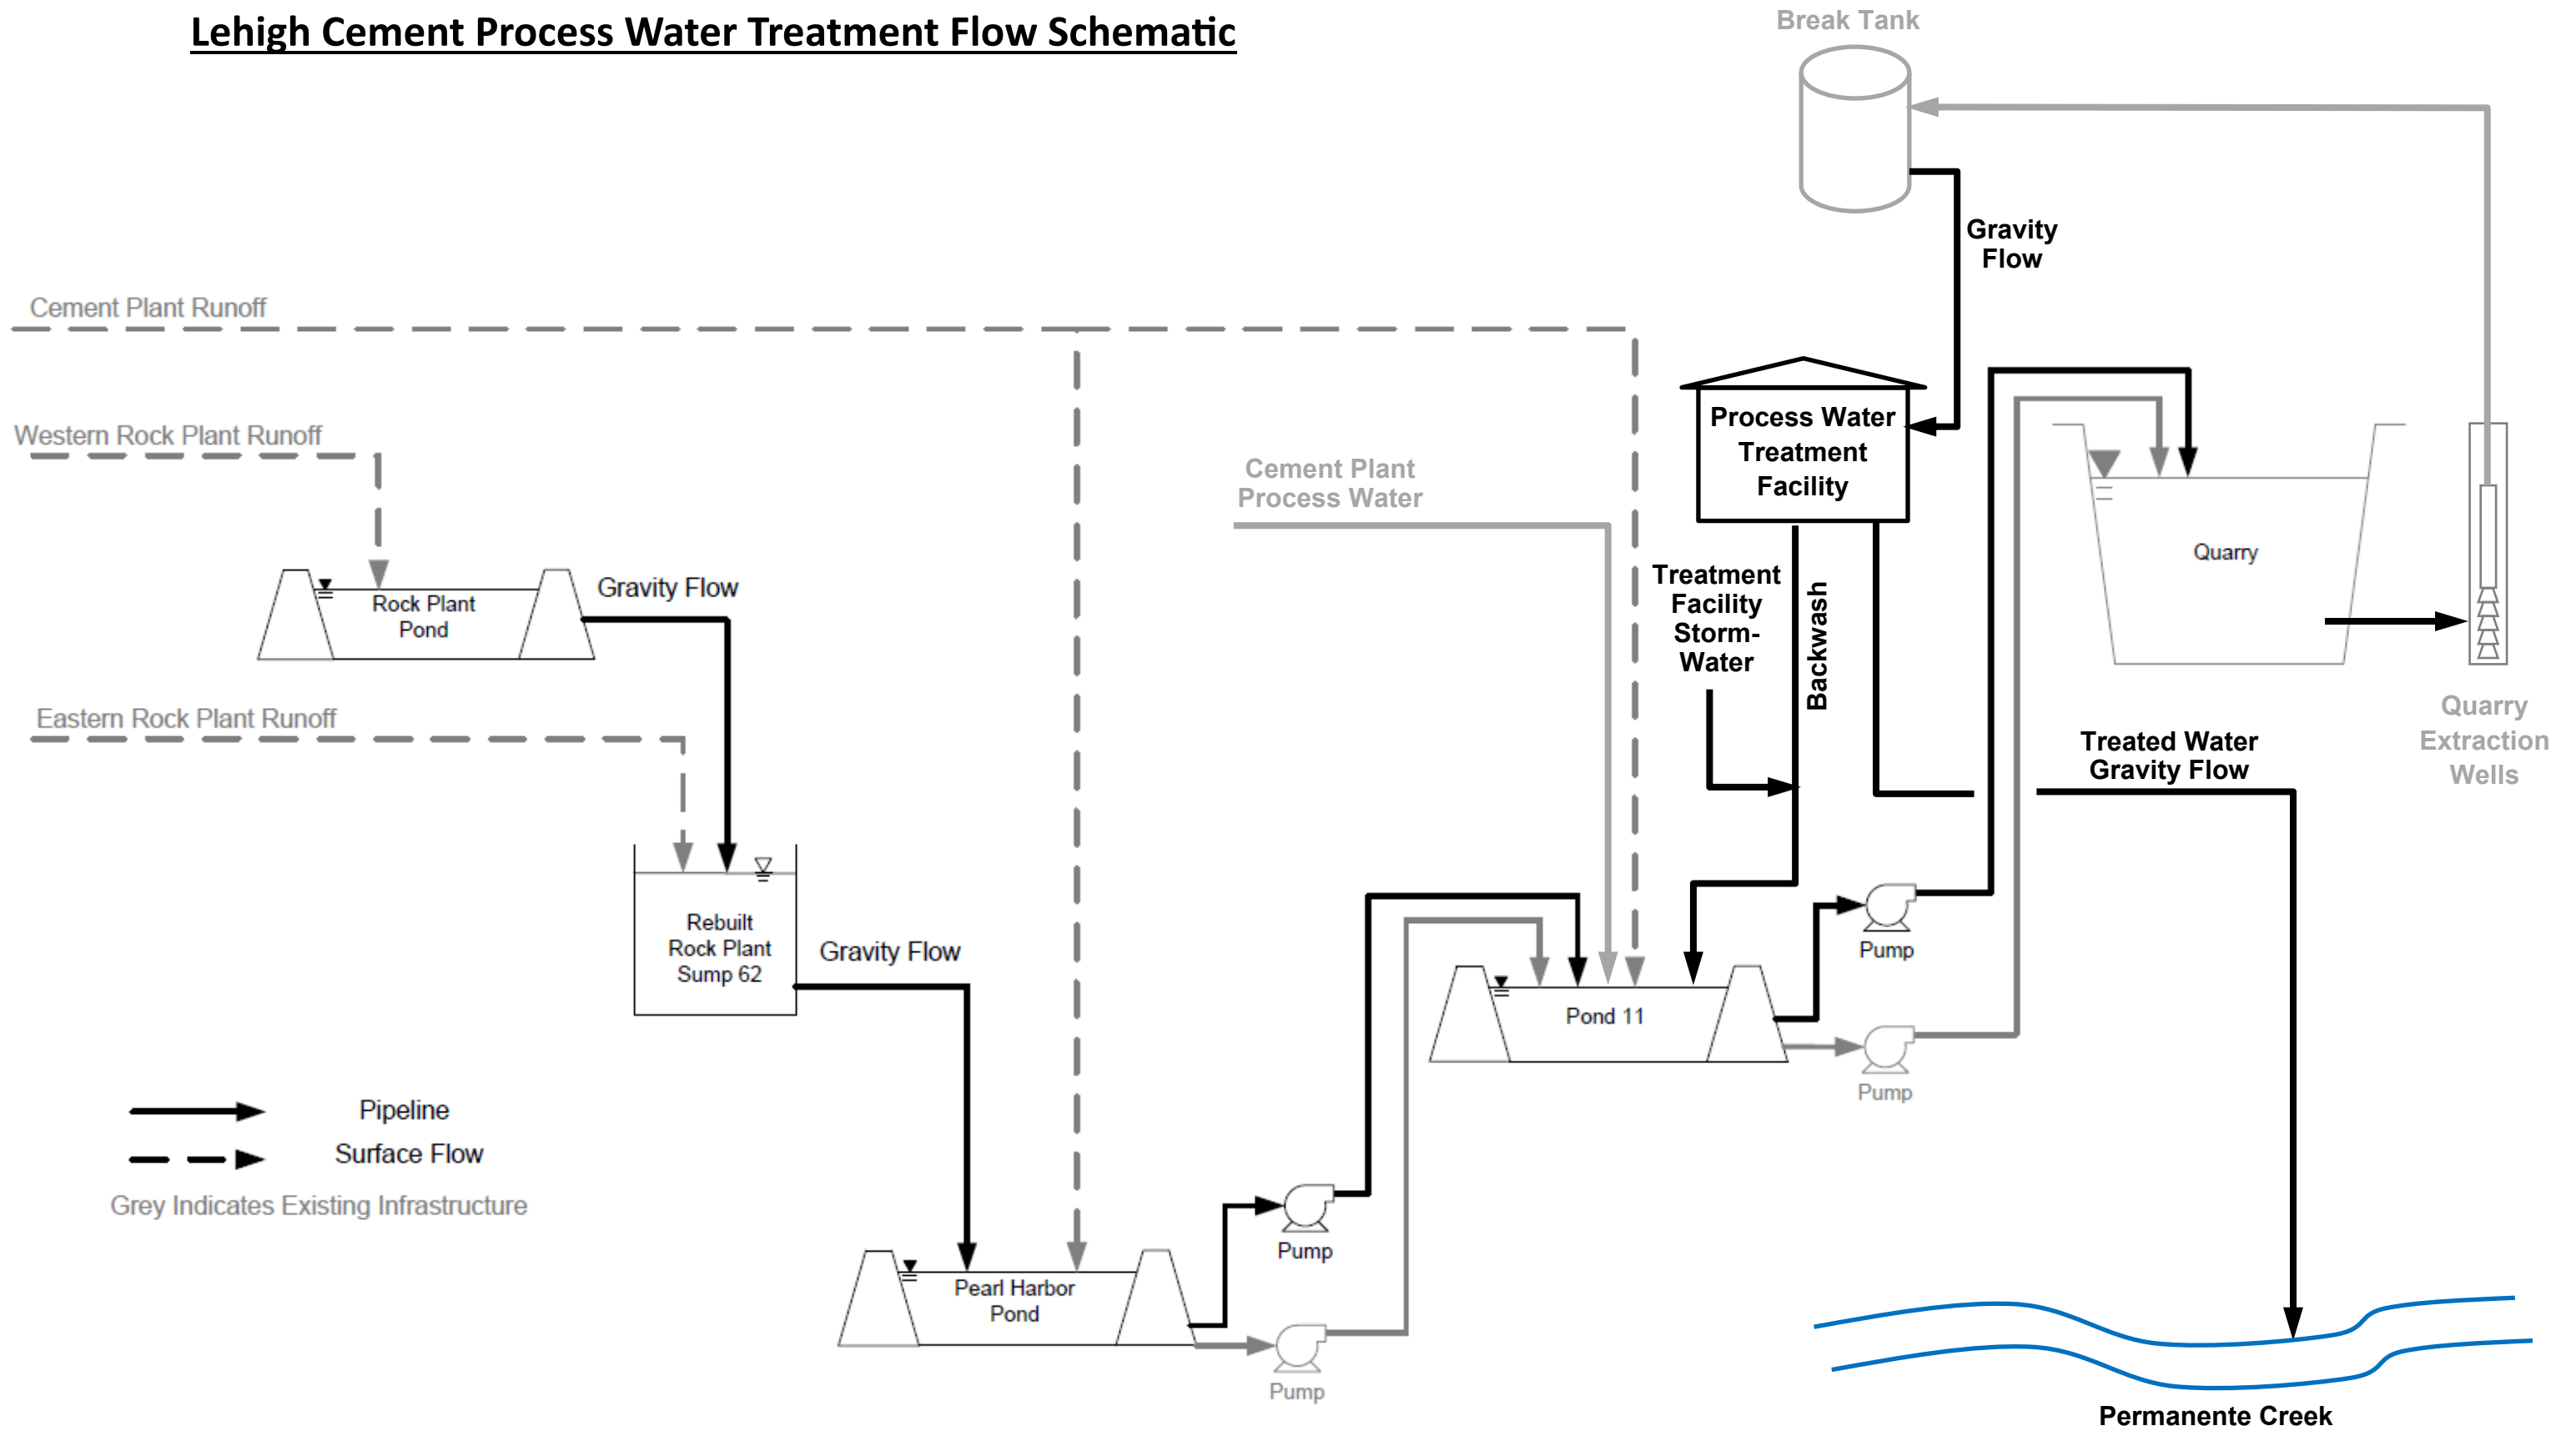 Lehigh Cement Process Water Treatment Flow Schematic
Break Tank
Gravity
Flow
Cement Plant Runoff
Western Rock Plant Runoff
Process Water
Treatment
Facility
Cement Plant
Process Water
Quarry
Rock Plant
Pond
Gravity Flow
Treatment
Facility
Storm-
Water
Backwash
Eastern Rock Plant Runoff
Quarry
Extraction
Wells
Treated Water
Gravity Flow
Rebuilt
Rock Plant
Sump 62
Gravity Flow
Pump
Pond 11
Pump
Pipeline
Surface Flow
Grey Indicates Existing Infrastructure
Pump
Pearl Harbor
Pond
Pump
Permanente Creek